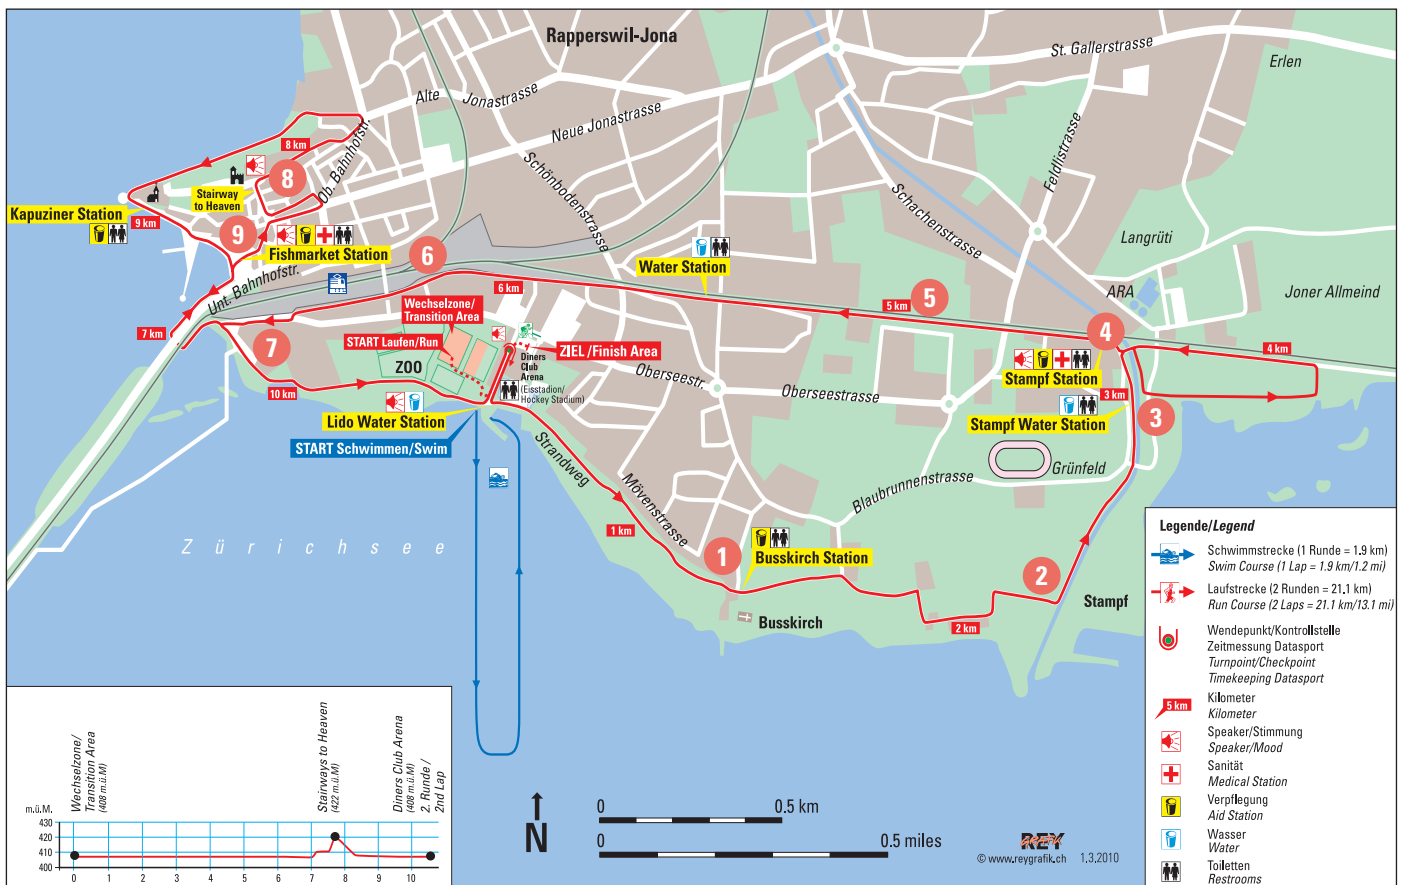 Rapperswil-Jona
St. Gallerstrasse
Erlen
Alte Jonastrasse
Neue Jonastrasse
Ob. Bahnhofstr.
Schönbodenstrasse
Schachenstrasse
Feldlistrasse
Langrüti
ARA
Joner Allmeind
8 km
8
Stairway
to Heaven
Kapuziner Station
9 km
9
Fishmarket Station
Unt. Bahnhofstr.
6
Water Station
5
5 km
4
4 km
7 km
7
6 km
Wechselzone/
Transition Area
START Laufen/Run
ZIEL/Finish Area
ZOO
Diners
Club
Arena
(Eisstadion/
Hockey Stadium)
Oberseestr.
Oberseestrasse
Stampf Station
3 km
3
Stampf Water Station
10 km
Lido Water Station
START Schwimmen/Swim
Strandweg
Mövenstrasse
Blaubrunnenstrasse
Grünfeld
1 km
1
Busskirch Station
Busskirch
2
2 km
Stampf
Zürichsee
Legende/Legend
Schwimmstrecke (1 Runde = 1.9 km)
Swim Course (1 Lap = 1.9 km/1.2 mi)
Laufstrecke (2 Runden = 21.1 km)
Run Course (2 Laps = 21.1 km/13.1 mi)
Wendepunkt/Kontrollstelle
Zeitmessung Datasport
Turnpoint/Checkpoint
Timekeeping Datasport
5 km
Kilometer
Kilometer
Speaker/Stimmung
Speaker/Mood
Sanität
Medical Station
Verpflegung
Aid Station
Wasser
Water
Toiletten
Restrooms
Wechselzone/
Transition Area
(408 m.ü.M)
Stairways to Heaven
(422 m.ü.M)
Diners Club Arena
(408 m.ü.M)
2. Runde /
2nd Lap
m.ü.M.
430
420
410
400
0 1 2 3 4 5 6 7 8 9 10
N
0 0.5 km
0 0.5 miles
REY
GRAFIK
© www.reygrafik.ch 1.3.2010